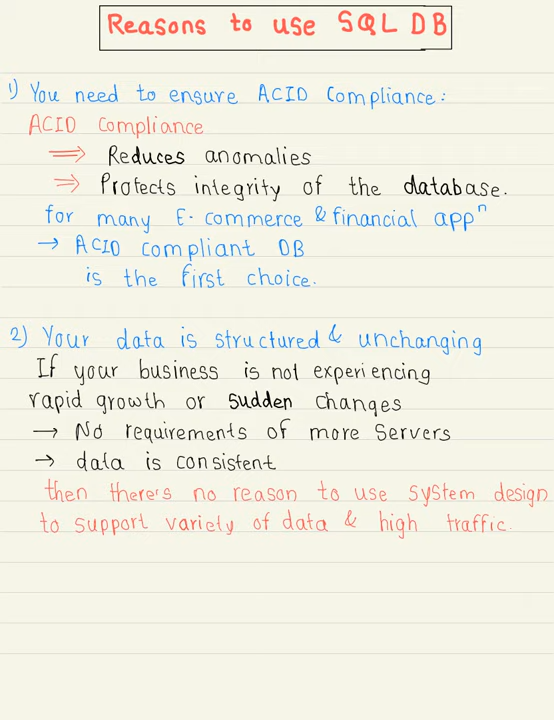 Reasons to use SQL DB
1) You need to ensure ACID Compliance:
ACID Compliance
⇒ Reduces anomalies
⇒ Protects integrity of the database.
for many E-commerce & financial appⁿ
→ ACID compliant DB
is the first choice.
2) Your data is structured & unchanging
If your business is not experiencing
rapid growth or sudden changes
→ No requirements of more servers
→ data is consistent
then there's no reason to use system design
to support variety of data & high traffic.